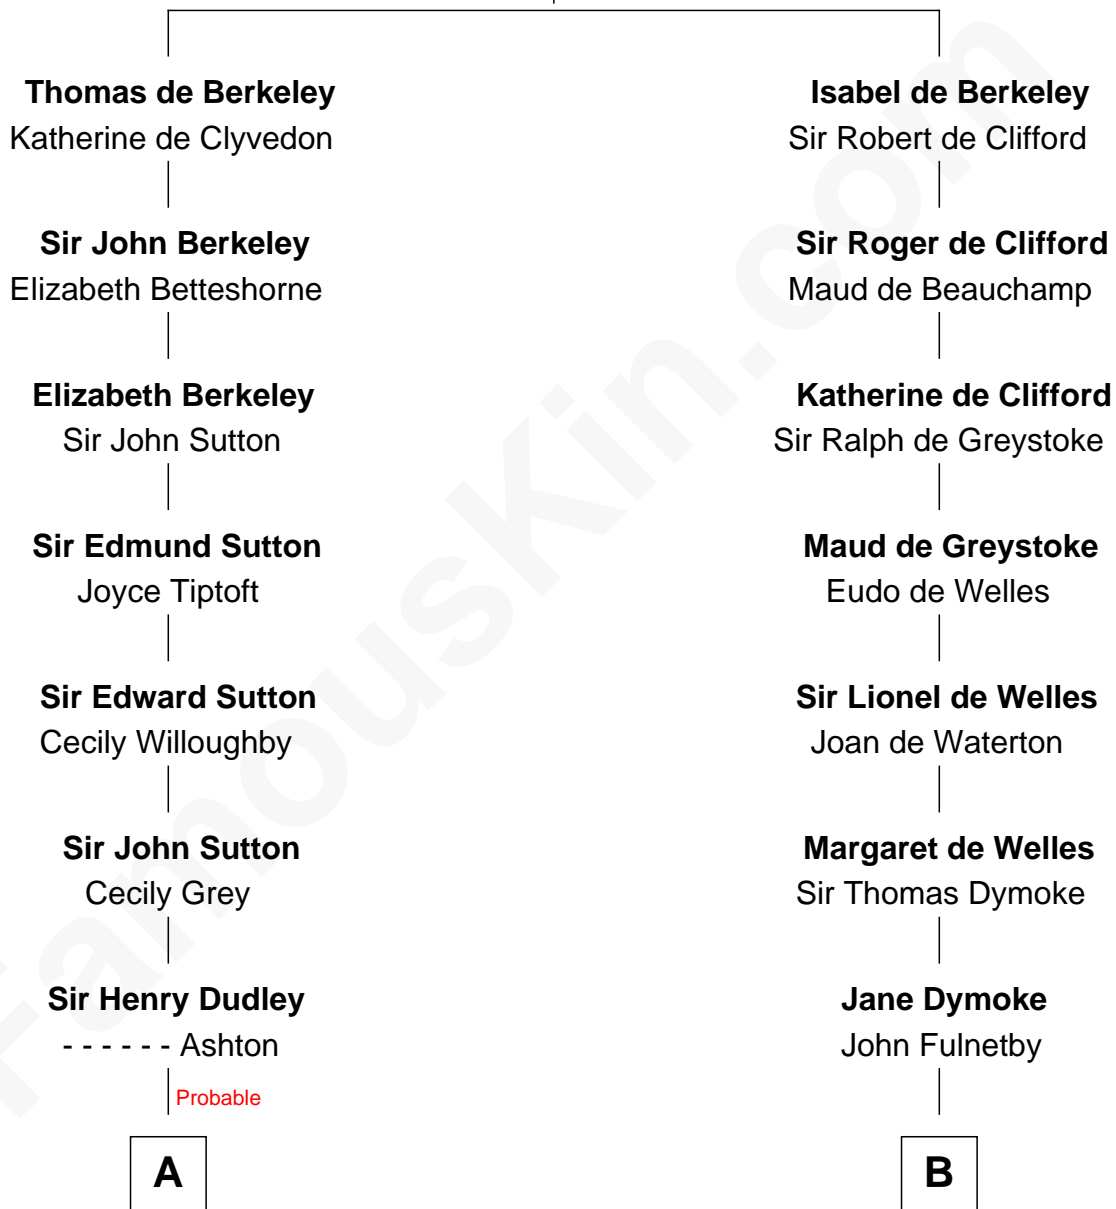 Thomas de Berkeley
Katherine de Clyvedon
Sir John Berkeley
Elizabeth Betteshorne
Elizabeth Berkeley
Sir John Sutton
Sir Edmund Sutton
Joyce Tiptoft
Sir Edward Sutton
Cecily Willoughby
Sir John Sutton
Cecily Grey
Sir Henry Dudley
- - - - - - Ashton
Probable
A
Isabel de Berkeley
Sir Robert de Clifford
Sir Roger de Clifford
Maud de Beauchamp
Katherine de Clifford
Sir Ralph de Greystoke
Maud de Greystoke
Eudo de Welles
Sir Lionel de Welles
Joan de Waterton
Margaret de Welles
Sir Thomas Dymoke
Jane Dymoke
John Fulnetby
B
FamousKin.com